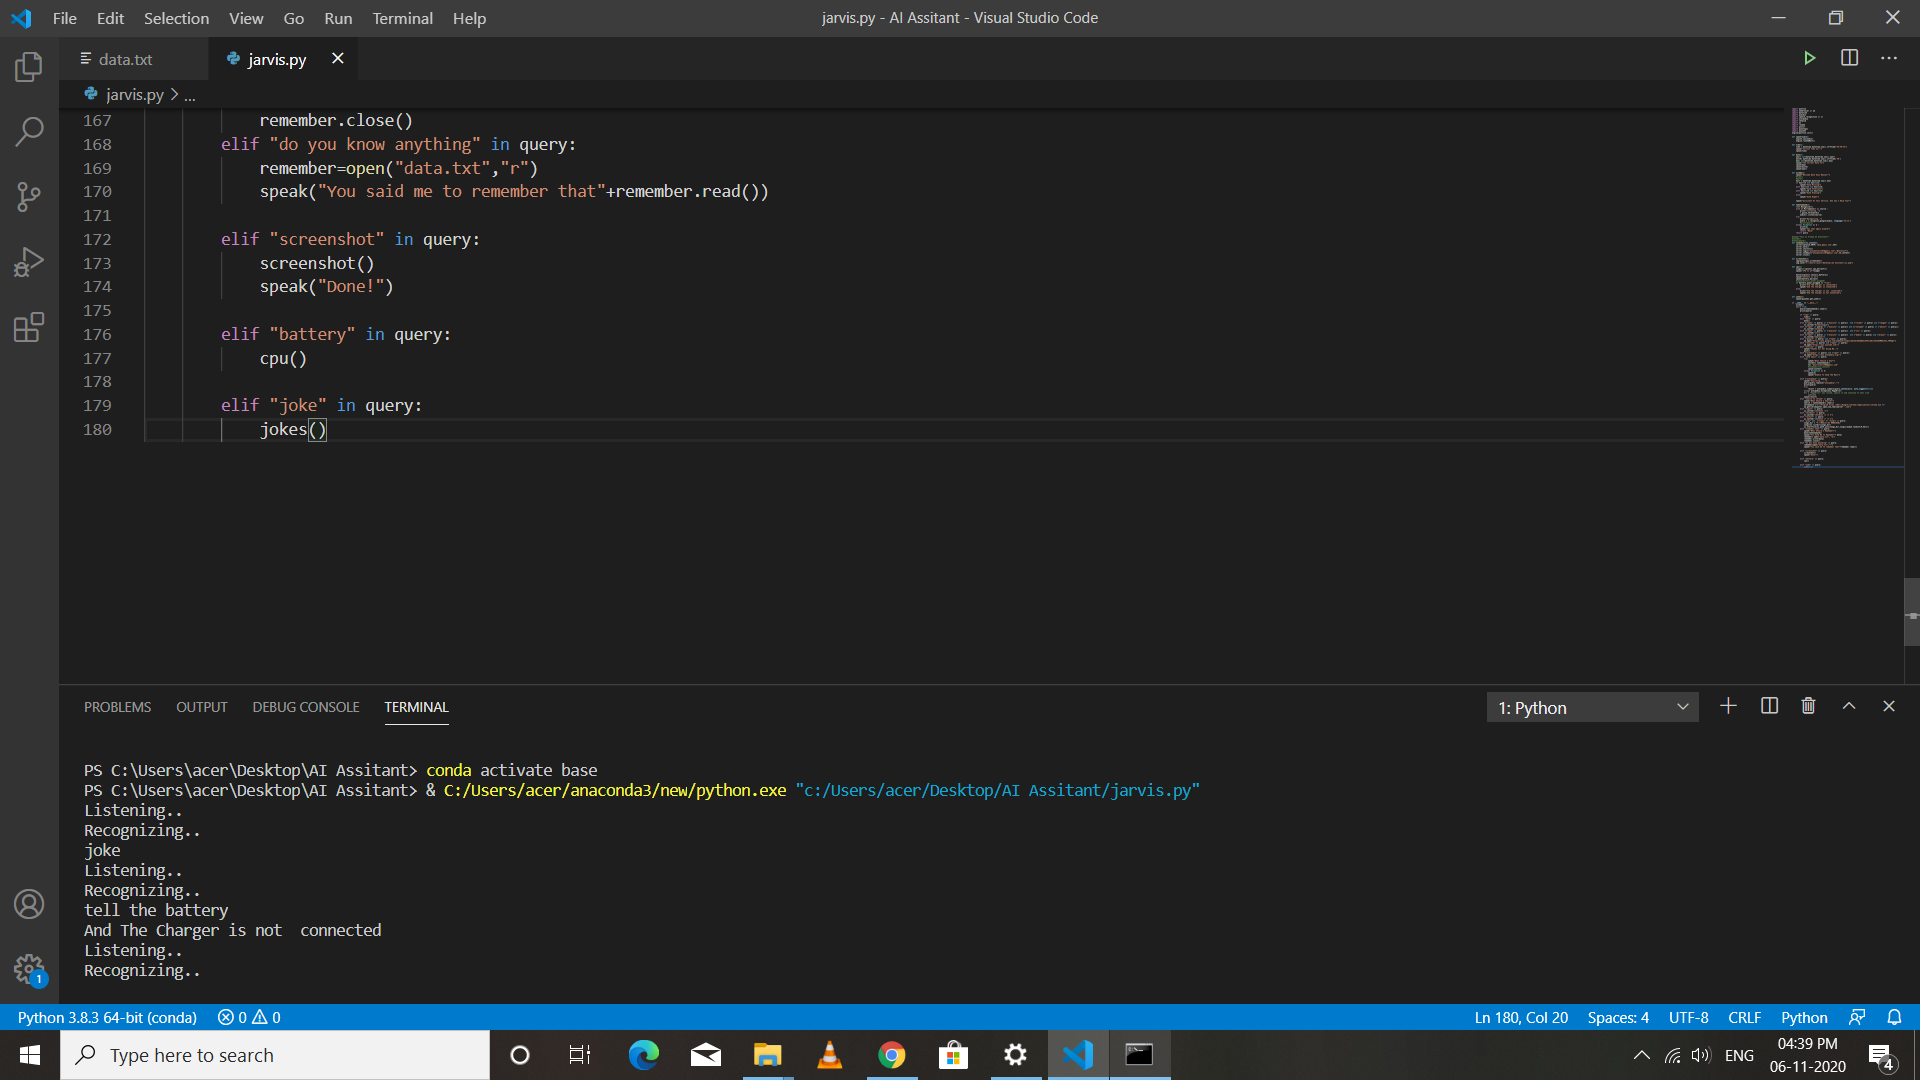 File Edit Selection View Go Run Terminal Help
jarvis.py - AI Assitant - Visual Studio Code
data.txt jarvis.py
jarvis.py > ...
167 remember.close()
168 elif "do you know anything" in query:
169 remember=open("data.txt","r")
170 speak("You said me to remember that"+remember.read())
171
172 elif "screenshot" in query:
173 screenshot()
174 speak("Done!")
175
176 elif "battery" in query:
177 cpu()
178
179 elif "joke" in query:
180 jokes()
PROBLEMS OUTPUT DEBUG CONSOLE TERMINAL
1: Python
PS C:\Users\acer\Desktop\AI Assitant> conda activate base
PS C:\Users\acer\Desktop\AI Assitant> & C:/Users/acer/anaconda3/new/python.exe "c:/Users/acer/Desktop/AI Assitant/jarvis.py"
Listening..
Recognizing..
joke
Listening..
Recognizing..
tell the battery
And The Charger is not  connected
Listening..
Recognizing..
1
Python 3.8.3 64-bit (conda) 0 0
Ln 180, Col 20 Spaces: 4 UTF-8 CRLF Python
Type here to search
ENG
04:39 PM
06-11-2020
4